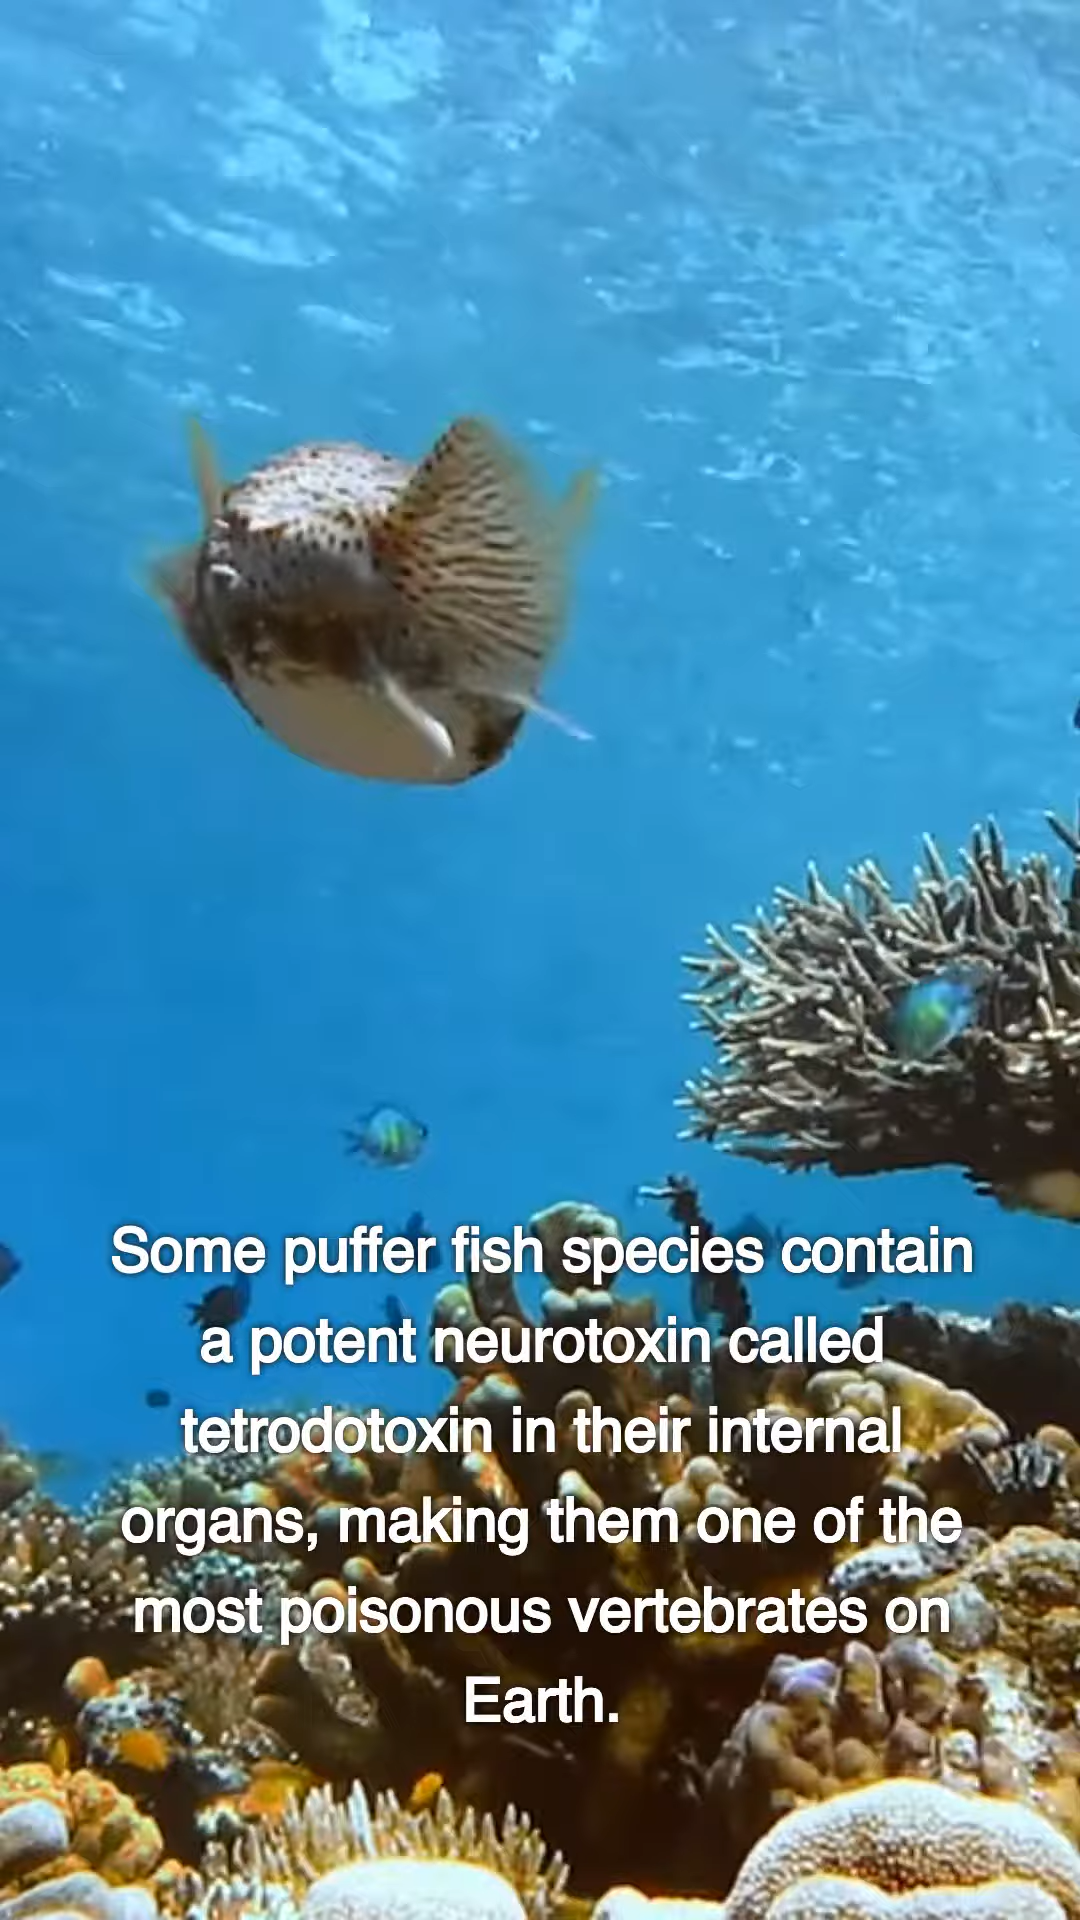 Some puffer fish species contain
a potent neurotoxin called
tetrodotoxin in their internal
organs, making them one of the
most poisonous vertebrates on
Earth.